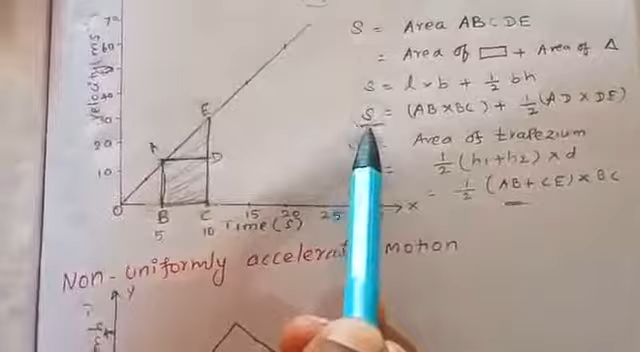 S = Area ABCDE
= Area of □ + Area of Δ
S = l × b + 1/2 bh
S = (AB×BC) + 1/2 (AD × DE)
Area of trapezium
= 1/2 (h1 + h2) × d
= 1/2 (AB + CE) × BC
velocity(ms
70
60
40
30
20
10
E
A
D
O
B
C
5
10
15
20
25
x
Time (s)
Non-uniformly accelerat motion
Y